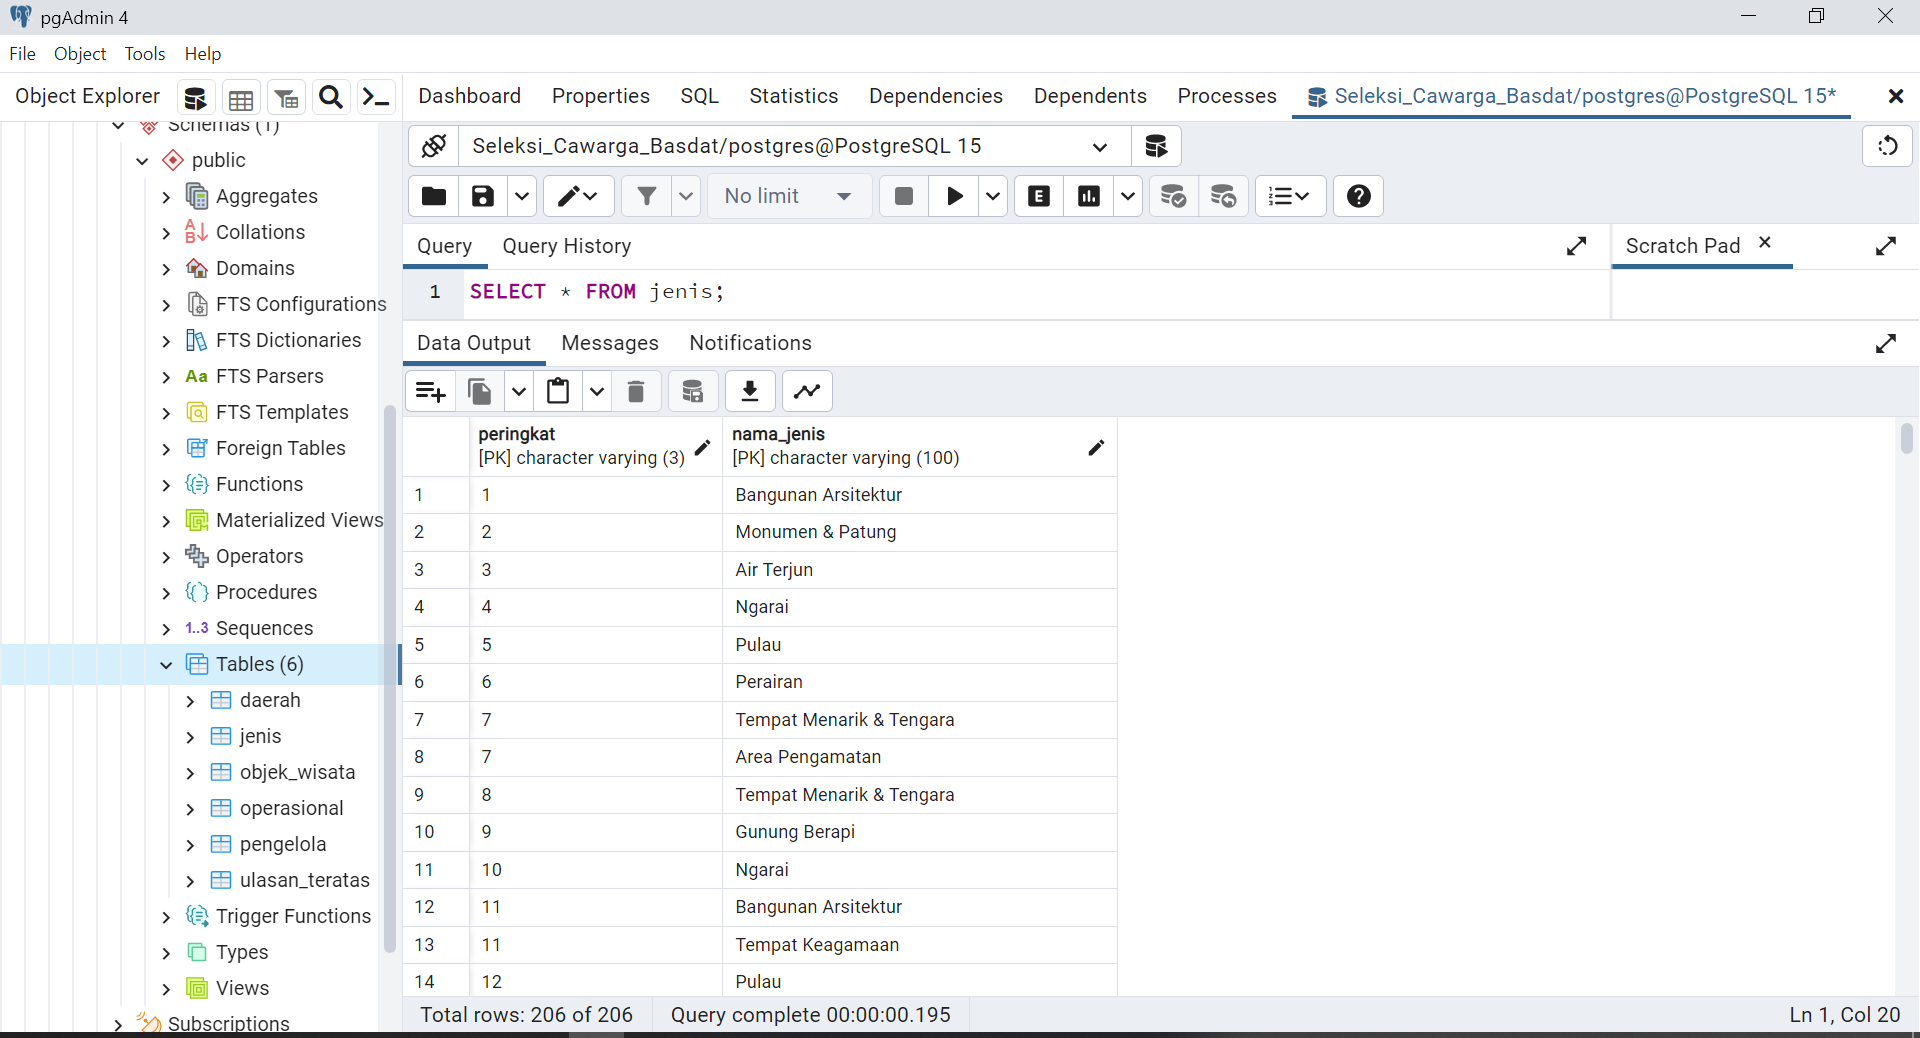 pgAdmin 4
File Object Tools Help
Object Explorer
Dashboard Properties SQL Statistics Dependencies Dependents Processes Seleksi_Cawarga_Basdat/postgres@PostgreSQL 15*
Schemas (1)
public
Aggregates
Collations
Domains
FTS Configurations
FTS Dictionaries
Aa FTS Parsers
FTS Templates
Foreign Tables
Functions
Materialized Views
Operators
Procedures
1..3 Sequences
Tables (6)
daerah
jenis
objek_wisata
operasional
pengelola
ulasan_teratas
Trigger Functions
Types
Views
Subscriptions
Seleksi_Cawarga_Basdat/postgres@PostgreSQL 15
No limit E
Query Query History
Scratch Pad
1 SELECT * FROM jenis;
Data Output Messages Notifications
peringkat nama_jenis
[PK] character varying (3) [PK] character varying (100)
1 1 Bangunan Arsitektur
2 2 Monumen & Patung
3 3 Air Terjun
4 4 Ngarai
5 5 Pulau
6 6 Perairan
7 7 Tempat Menarik & Tengara
8 7 Area Pengamatan
9 8 Tempat Menarik & Tengara
10 9 Gunung Berapi
11 10 Ngarai
12 11 Bangunan Arsitektur
13 11 Tempat Keagamaan
14 12 Pulau
Total rows: 206 of 206 Query complete 00:00:00.195 Ln 1, Col 20